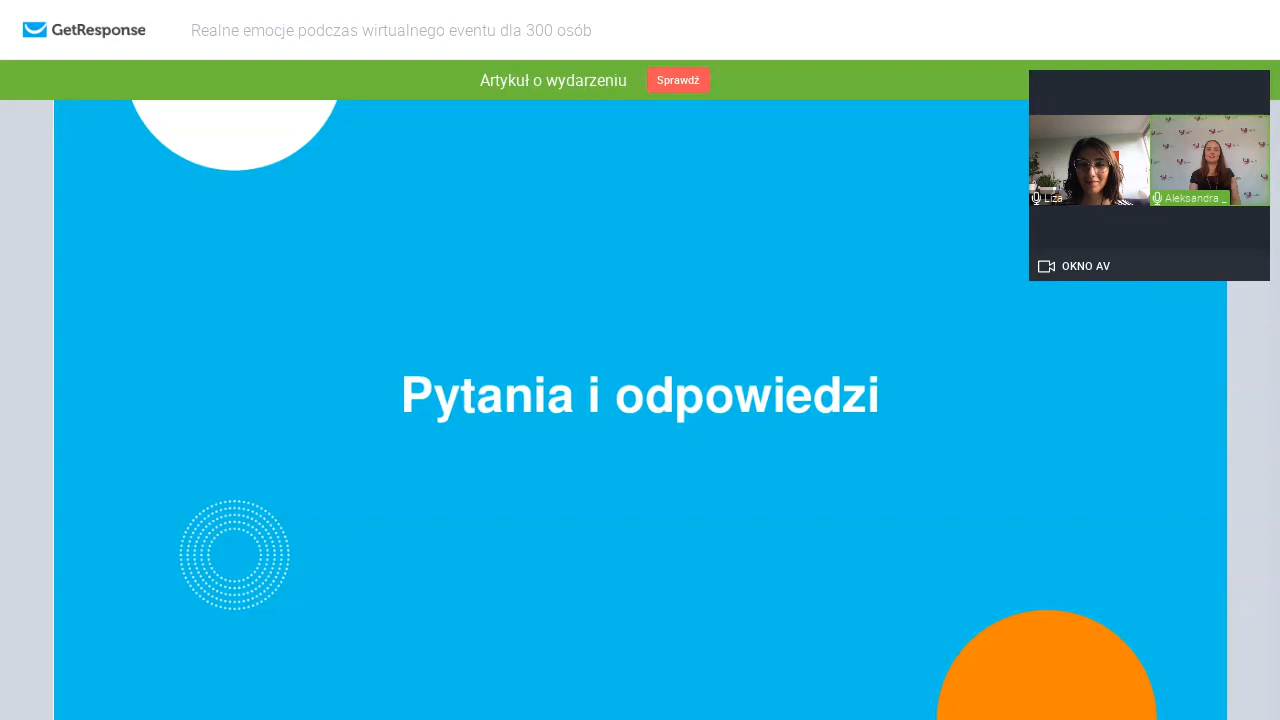 GetResponse
Realne emocje podczas wirtualnego eventu dla 300 osób
Artykuł o wydarzeniu
Sprawdź
Liza
Aleksandra _
OKNO AV
Pytania i odpowiedzi